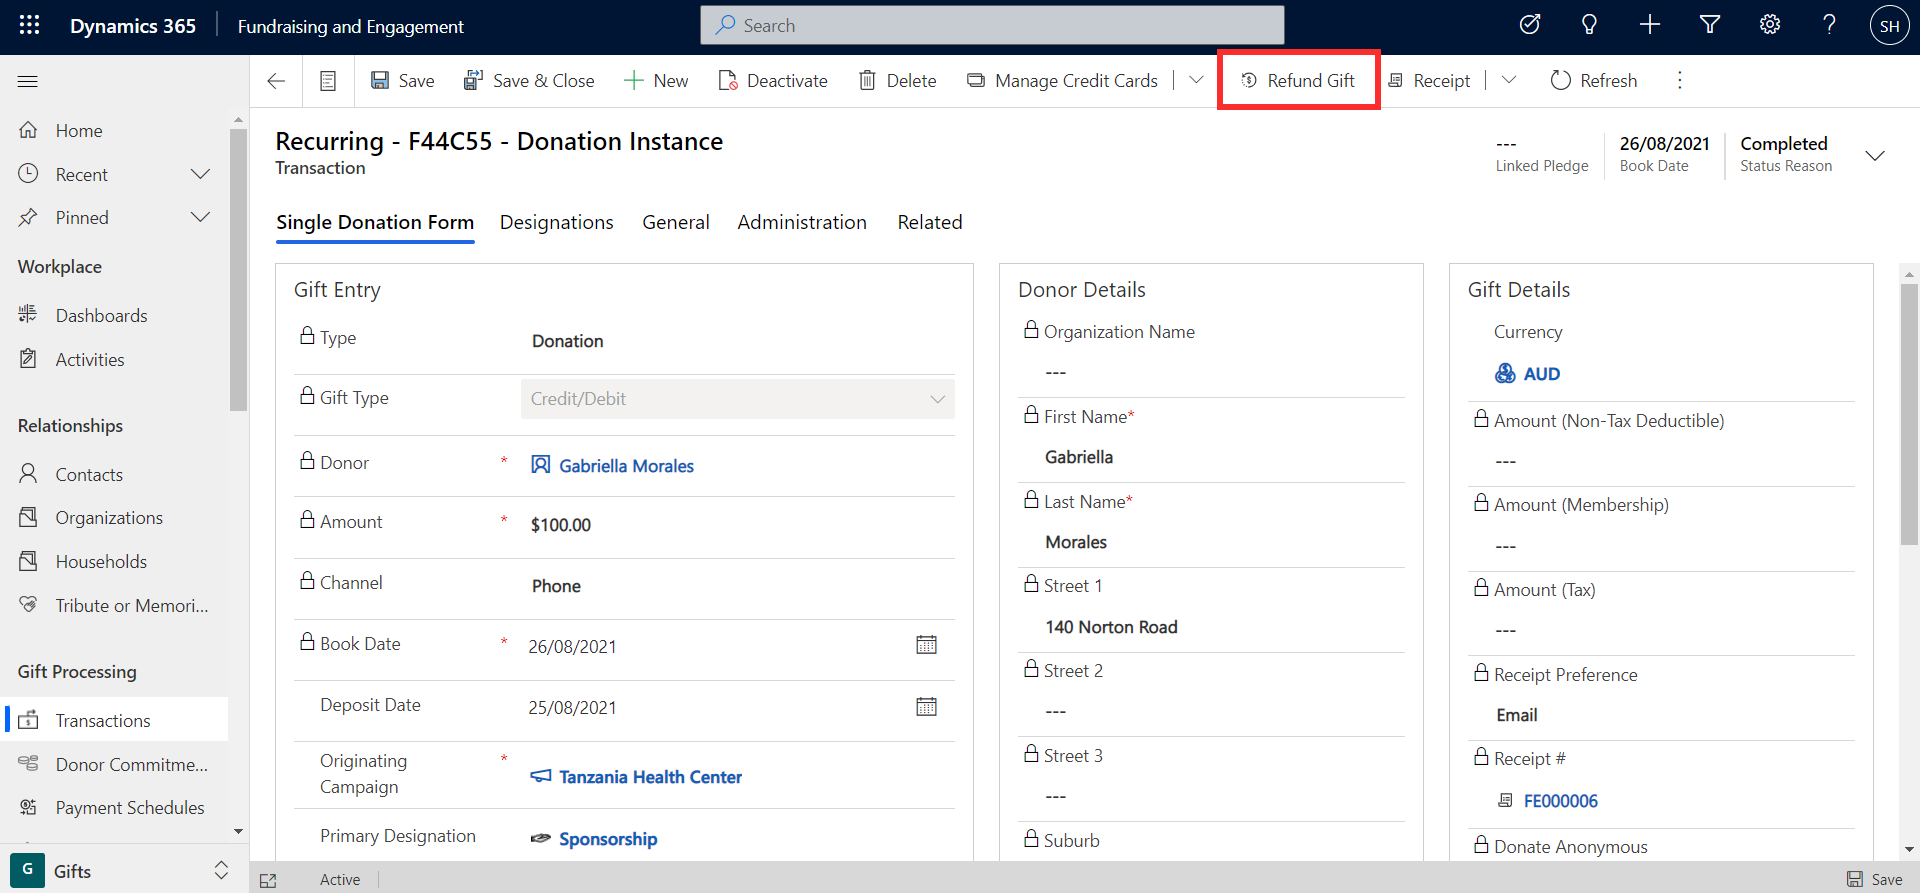 Dynamics 365
Fundraising and Engagement
Search
SH
Save
Save & Close
New
Deactivate
Delete
Manage Credit Cards
Refund Gift
Receipt
Refresh
Home
Recent
Pinned
Workplace
Dashboards
Activities
Relationships
Contacts
Organizations
Households
Tribute or Memori...
Gift Processing
Transactions
Donor Commitme...
Payment Schedules
G
Gifts
Recurring - F44C55 - Donation Instance
Transaction
---
Linked Pledge
26/08/2021
Book Date
Completed
Status Reason
Single Donation Form
Designations
General
Administration
Related
Gift Entry
Type
Donation
Gift Type
Credit/Debit
Donor *
Gabriella Morales
Amount *
$100.00
Channel
Phone
Book Date *
26/08/2021
Deposit Date
25/08/2021
Originating *
Campaign
Tanzania Health Center
Primary Designation
Sponsorship
Donor Details
Organization Name
---
First Name*
Gabriella
Last Name*
Morales
Street 1
140 Norton Road
Street 2
---
Street 3
---
Suburb
Gift Details
Currency
AUD
Amount (Non-Tax Deductible)
---
Amount (Membership)
---
Amount (Tax)
---
Receipt Preference
Email
Receipt #
FE000006
Donate Anonymous
Active
Save